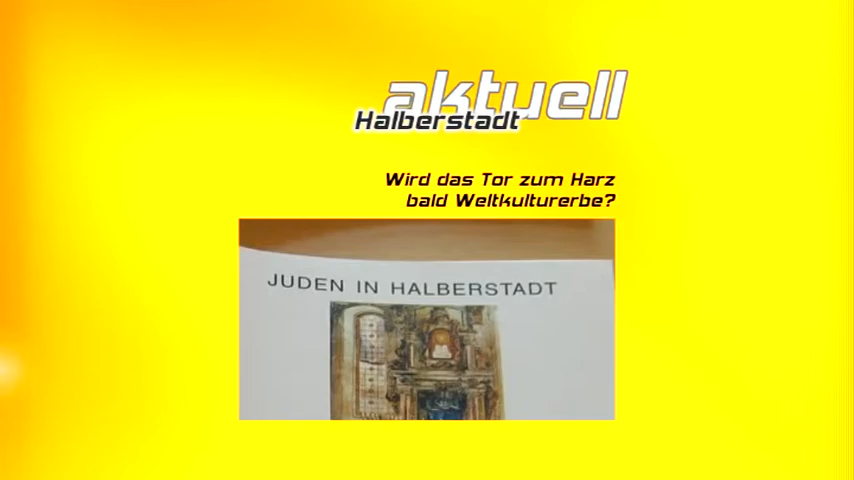 aktuell
Halberstadt
Wird das Tor zum Harz
bald Weltkulturerbe?
JUDEN IN HALBERSTADT